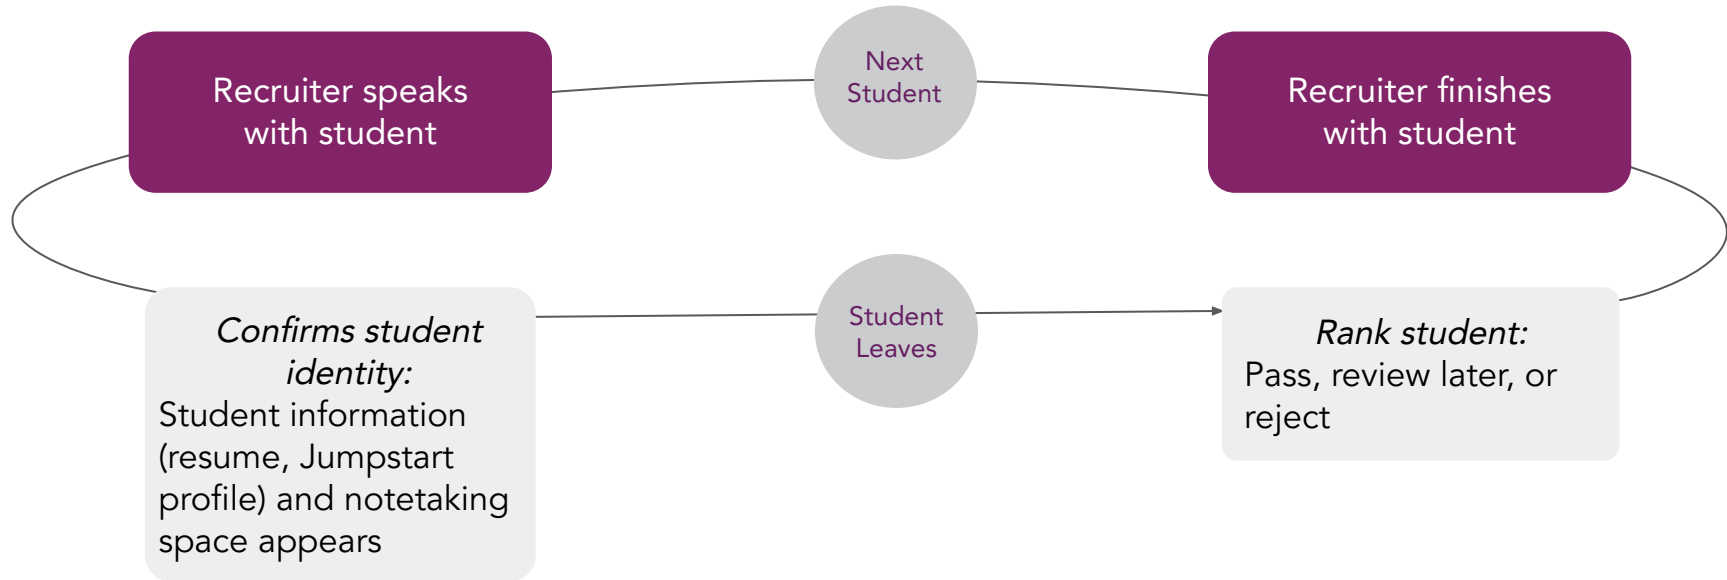 Recruiter speaks
with student
Next
Student
Recruiter finishes
with student
Confirms student
identity:
Student information
(resume, Jumpstart
profile) and notetaking
space appears
Student
Leaves
Rank student:
Pass, review later, or
reject